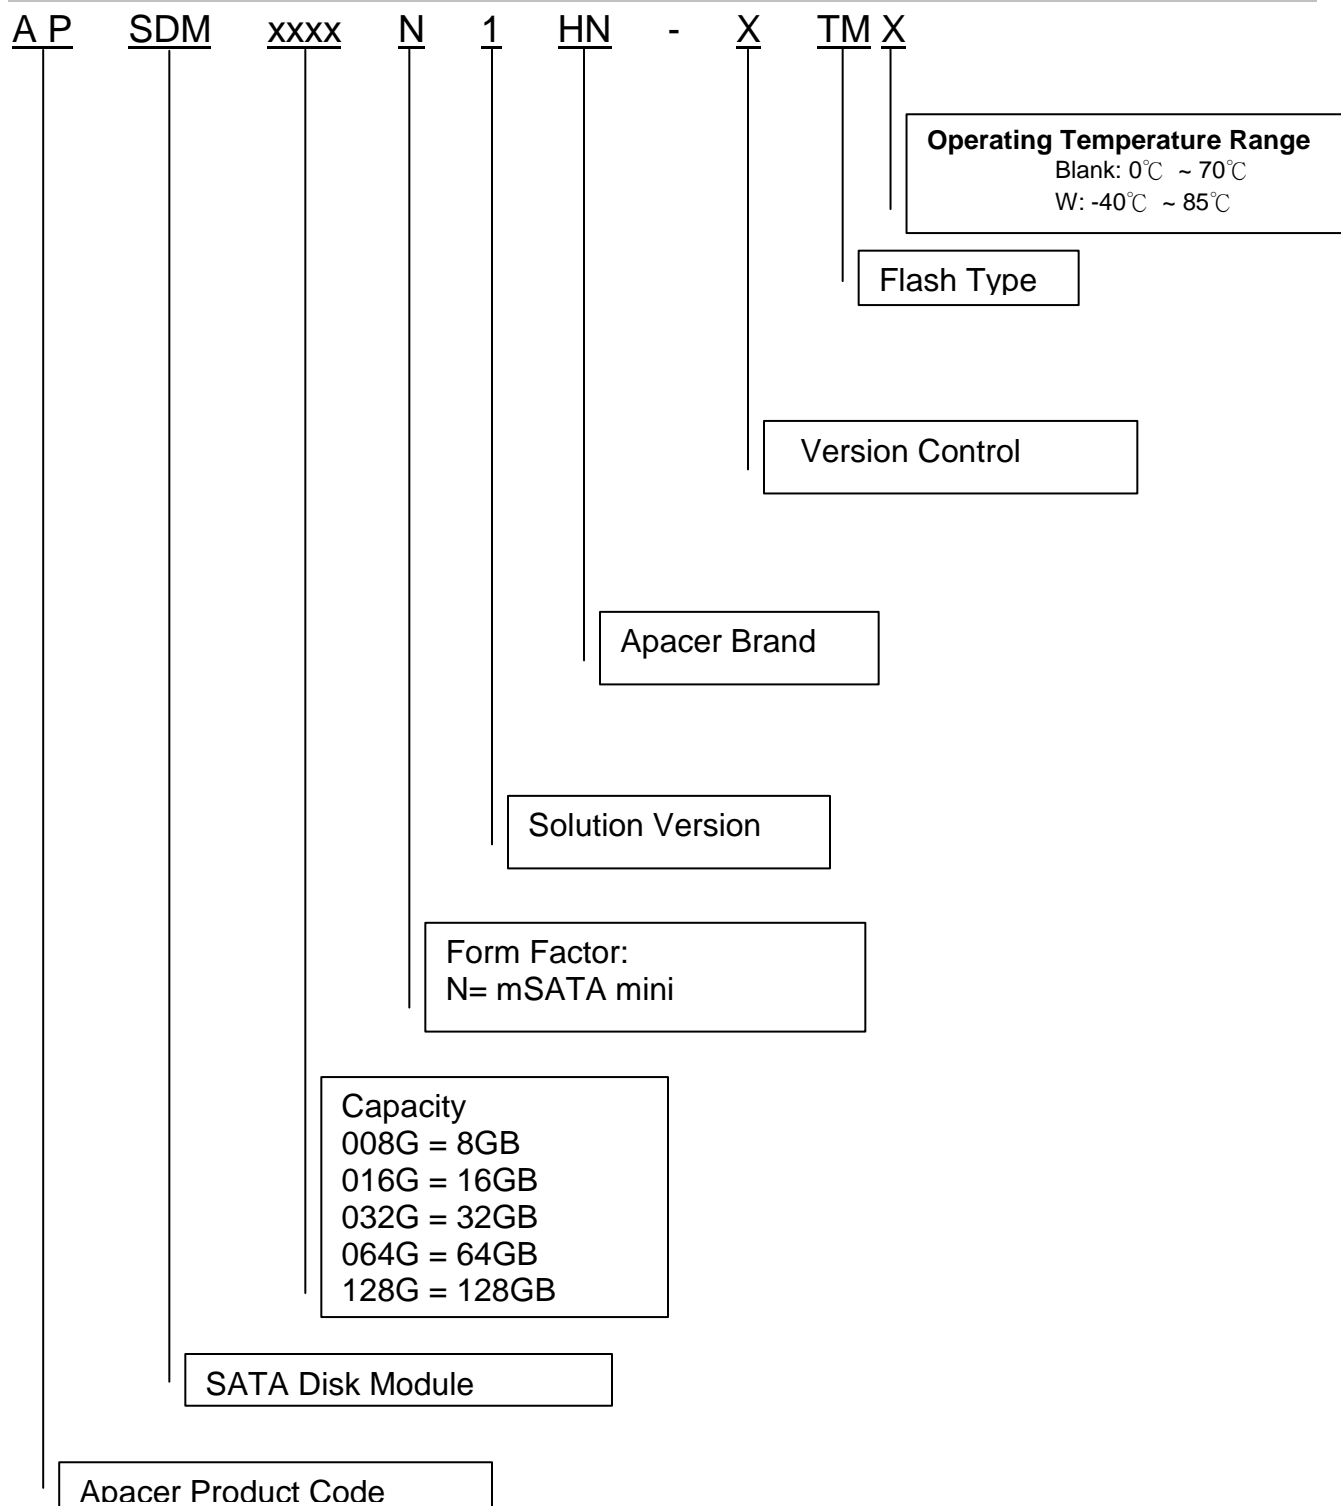 A P SDM xxxx N 1 HN - X TM X
Operating Temperature Range
Blank: 0℃ ~ 70℃
W: -40℃ ~ 85℃
Flash Type
Version Control
Apacer Brand
Solution Version
Form Factor:
N= mSATA mini
Capacity
008G = 8GB
016G = 16GB
032G = 32GB
064G = 64GB
128G = 128GB
SATA Disk Module
Apacer Product Code